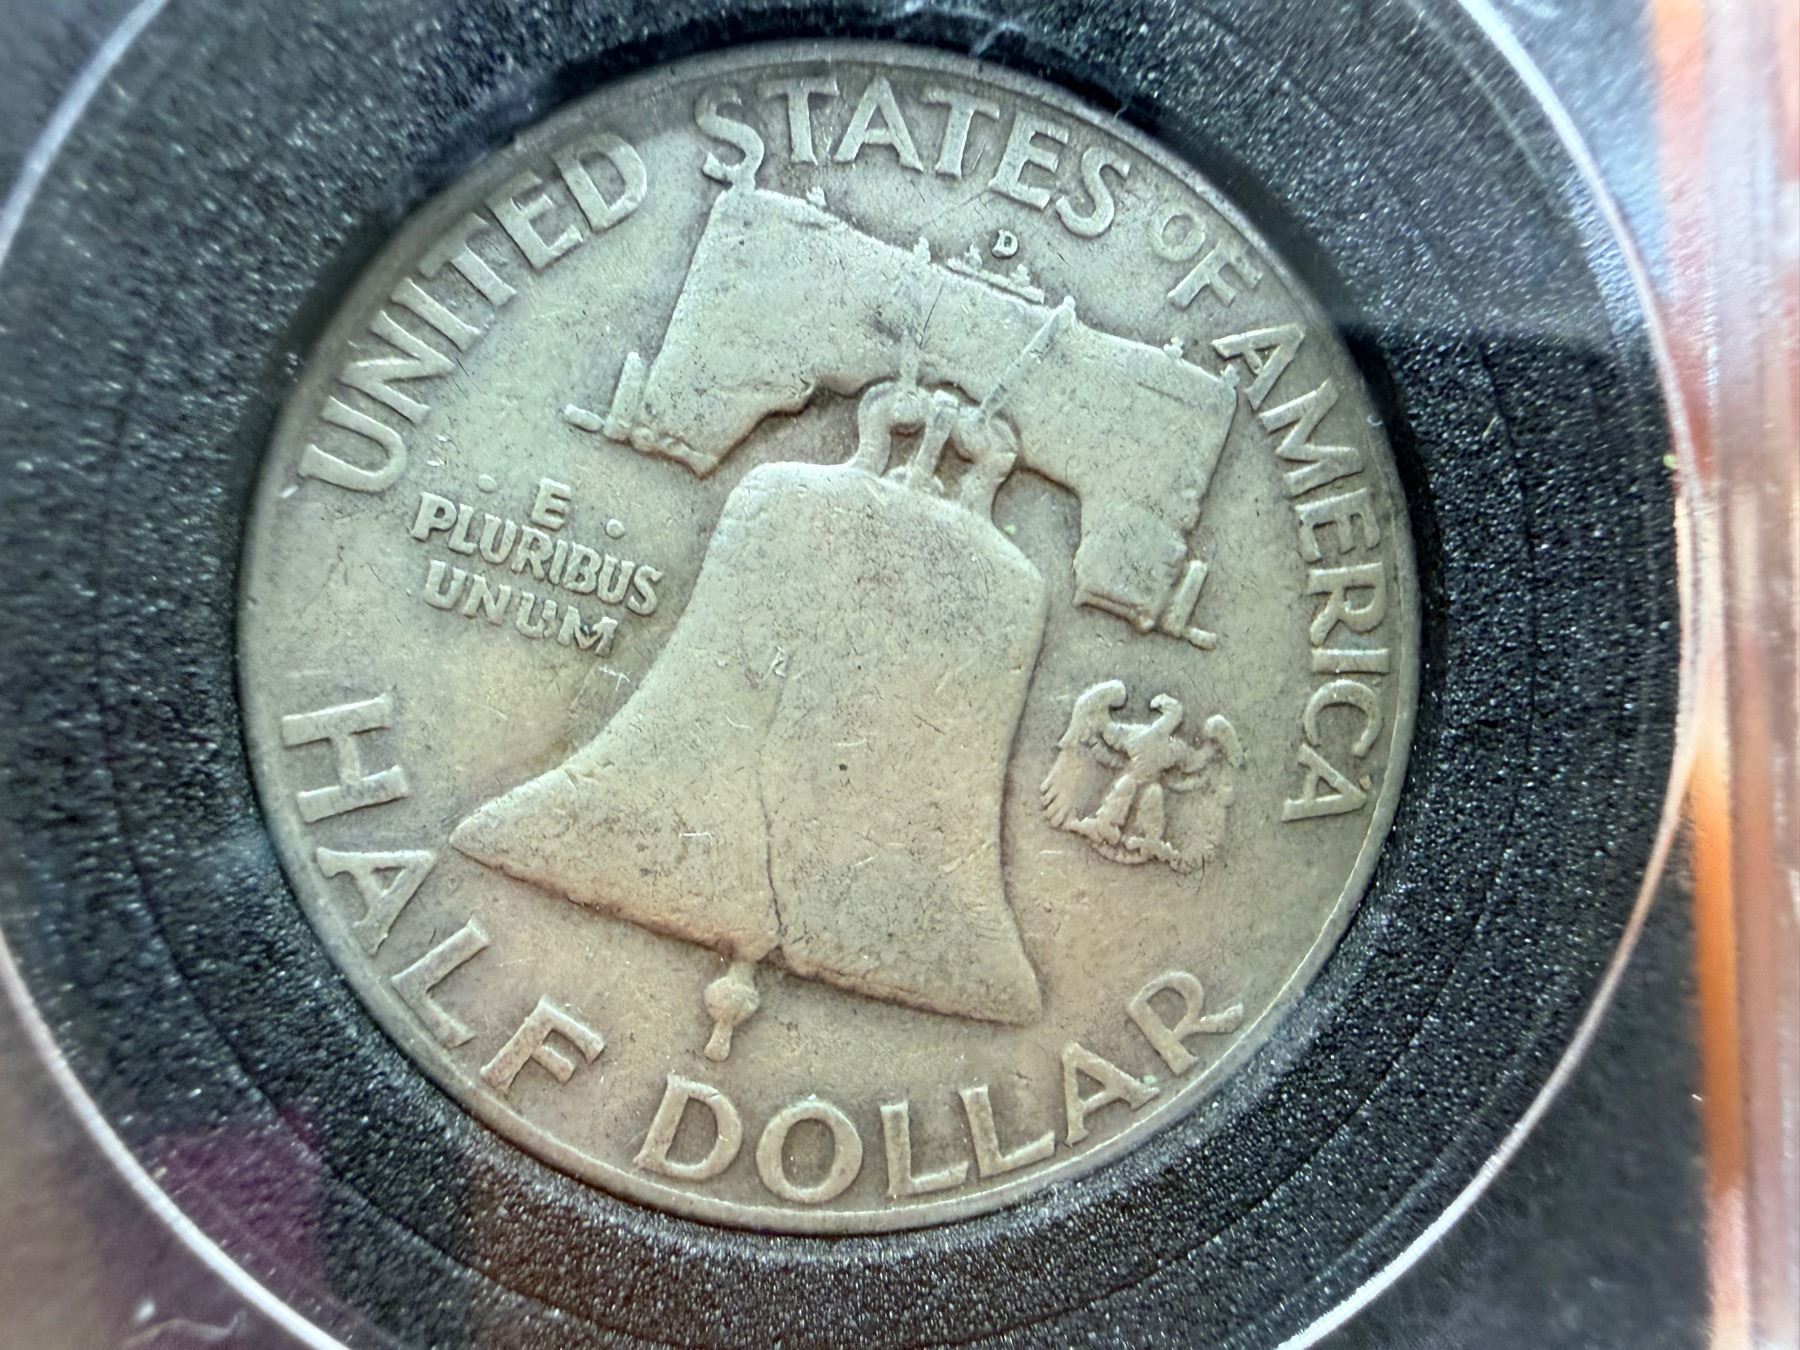 UNITED STATES OF AMERICA
D
· E ·
PLURIBUS
UNUM
HALF DOLLAR